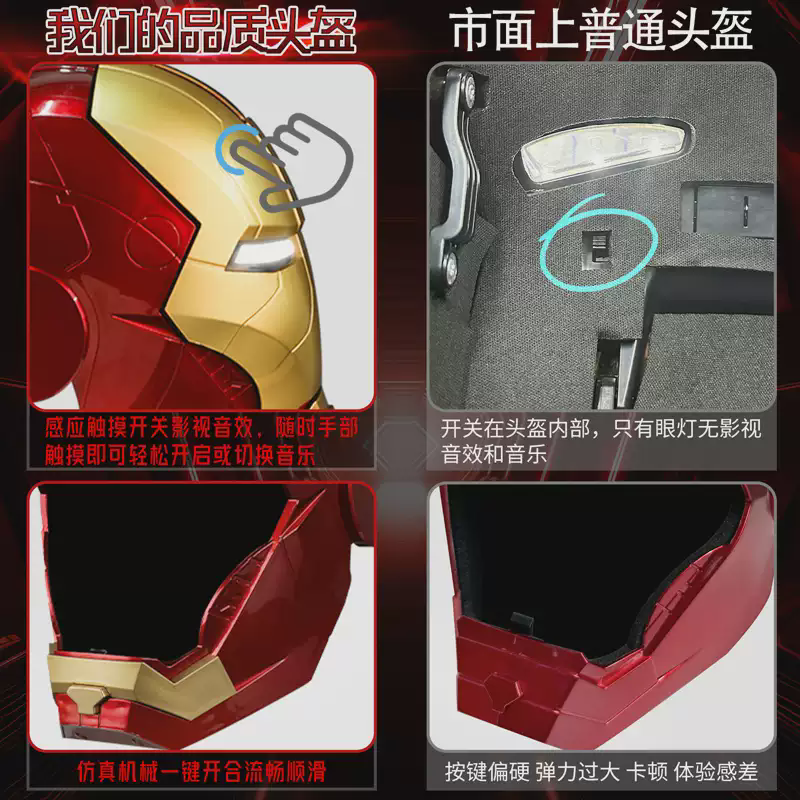 我们的品质头盔
市面上普通头盔
感应触摸开关影视音效，随时手部
触摸即可轻松开启或切换音乐
开关在头盔内部，只有眼灯无影视
音效和音乐
仿真机械一键开合流畅顺滑
按键偏硬 弹力过大 卡顿 体验感差